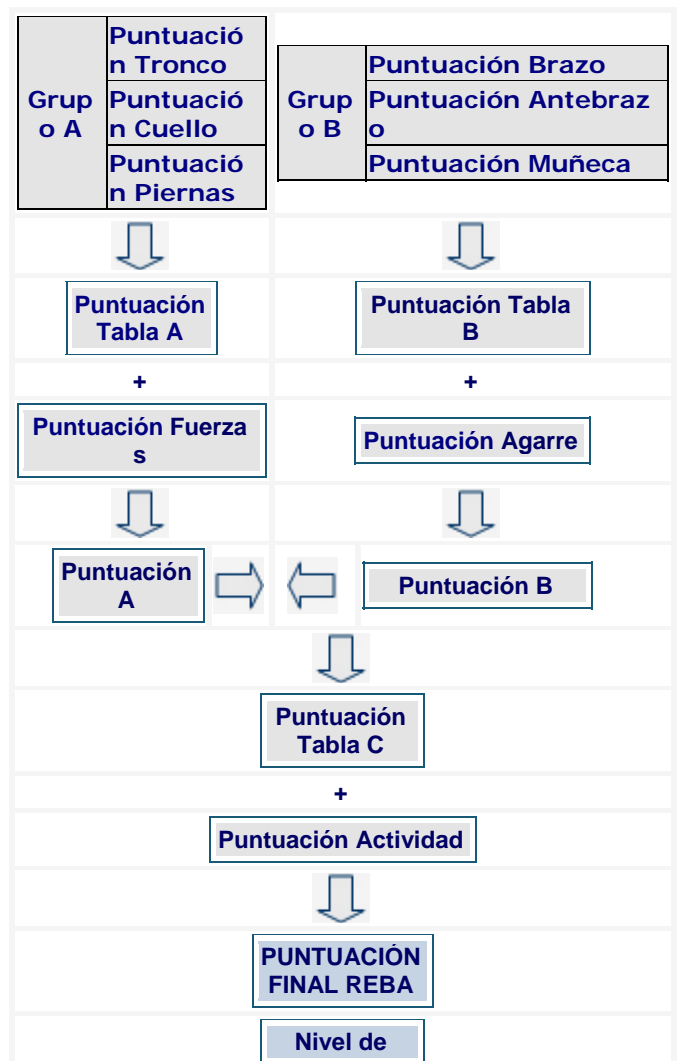 Grup
o A
Puntuació
n Tronco
Puntuació
n Cuello
Puntuació
n Piernas
Grup
o B
Puntuación Brazo
Puntuación Antebraz
o
Puntuación Muñeca
Puntuación
Tabla A
Puntuación Tabla
B
+
+
Puntuación Fuerza
s
Puntuación Agarre
Puntuación
A
Puntuación B
Puntuación
Tabla C
+
Puntuación Actividad
PUNTUACIÓN
FINAL REBA
Nivel de